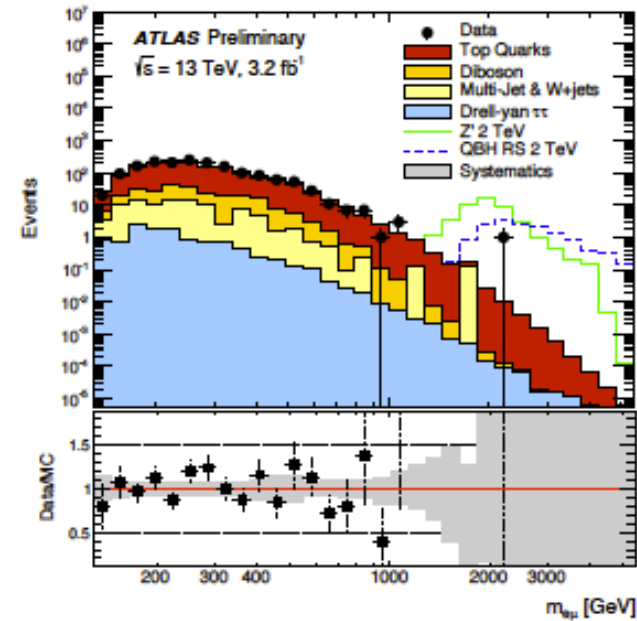 10⁷
10⁶
10⁵
10⁴
10³
10²
10
1
10⁻¹
10⁻²
10⁻³
10⁻⁴
10⁻⁵
Events
ATLAS Preliminary
√s = 13 TeV, 3.2 fb⁻¹
Data
Top Quarks
Diboson
Multi-Jet & W+jets
Drell-yan ττ
Z' 2 TeV
QBH RS 2 TeV
Systematics
1.5
1
0.5
Data/MC
200 300 400 1000 2000 3000
m_eμ [GeV]